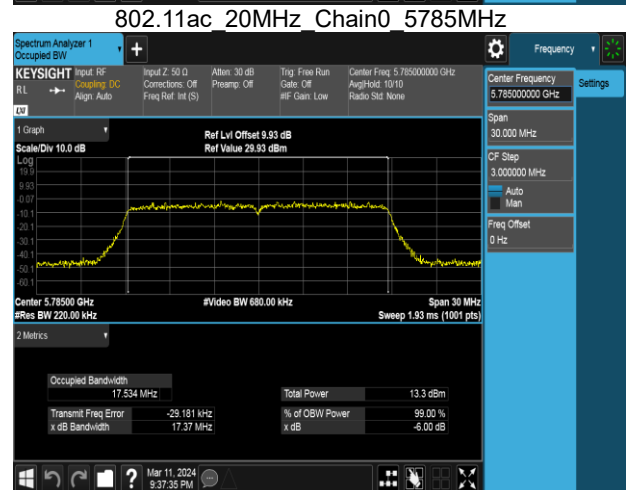 802.11ac_20MHz_Chain0_5785MHz
Spectrum Analyzer 1
Occupied BW
+
Frequency
KEYSIGHT Input: RF Input Z: 50 Ω Atten: 30 dB Trig: Free Run Center Freq: 5.785000000 GHz
RL Coupling: DC Corrections: Off Preamp: Off Gate: Off Avg|Hold: 10/10
Align: Auto Freq Ref: Int (S) #IF Gain: Low Radio Std: None
LXI
Center Frequency
5.785000000 GHz
Settings
Span
30.000 MHz
CF Step
3.000000 MHz
Auto
Man
Freq Offset
0 Hz
1 Graph
Ref Lvl Offset 9.93 dB
Scale/Div 10.0 dB Ref Value 29.93 dBm
Log
19.9
9.93
-0.07
-10.1
-20.1
-30.1
-40.1
-50.1
-60.1
Center 5.78500 GHz #Video BW 680.00 kHz Span 30 MHz
#Res BW 220.00 kHz Sweep 1.93 ms (1001 pts)
2 Metrics
Occupied Bandwidth
17.534 MHz Total Power 13.3 dBm
Transmit Freq Error -29.181 kHz % of OBW Power 99.00 %
x dB Bandwidth 17.37 MHz x dB -6.00 dB
?
Mar 11, 2024
9:37:35 PM